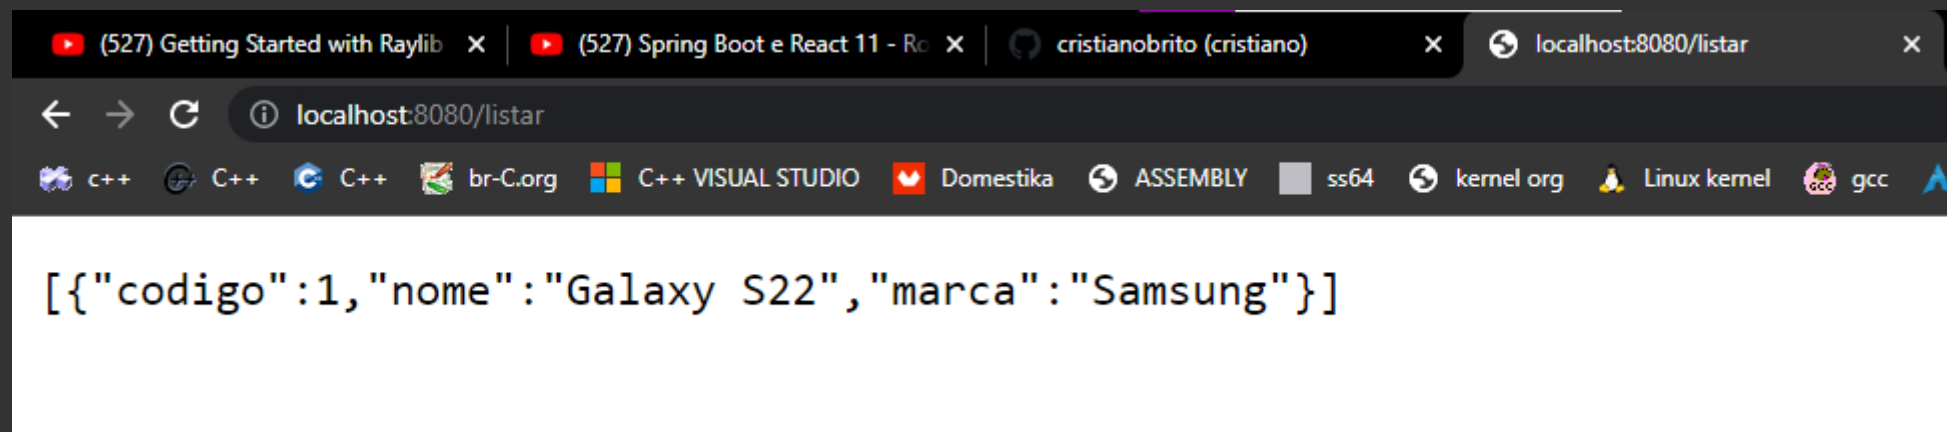 (527) Getting Started with Raylib
(527) Spring Boot e React 11 - Ro
cristianobrito (cristiano)
localhost:8080/listar
localhost:8080/listar
c++ C++ C++ br-C.org C++ VISUAL STUDIO Domestika ASSEMBLY ss64 kernel org Linux kernel gcc
[{"codigo":1,"nome":"Galaxy S22","marca":"Samsung"}]